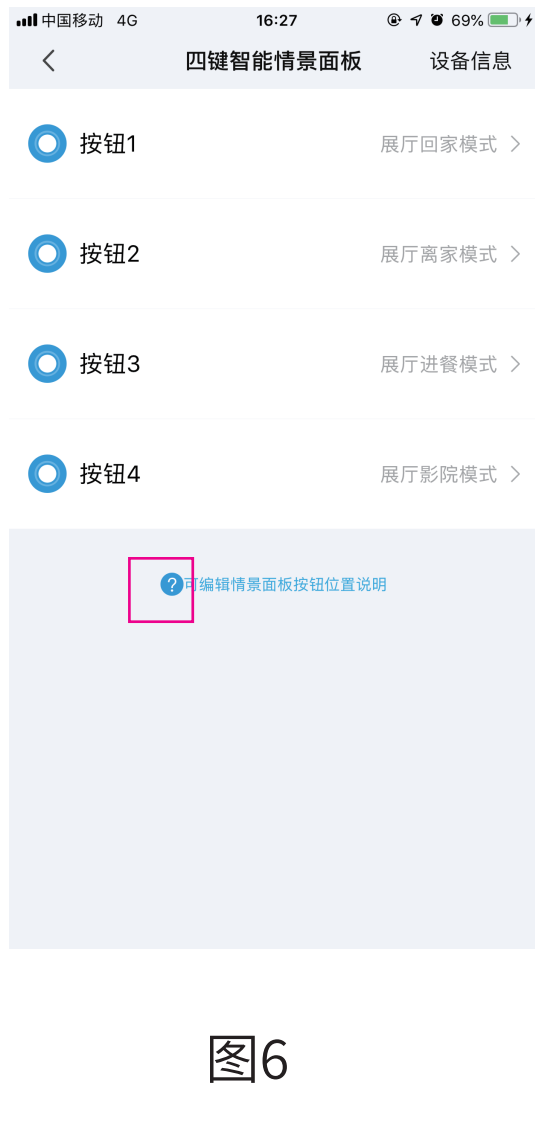 中国移动 4G 16:27 69%
四键智能情景面板 设备信息
按钮1 展厅回家模式
按钮2 展厅离家模式
按钮3 展厅进餐模式
按钮4 展厅影院模式
?可编辑情景面板按钮位置说明
图6